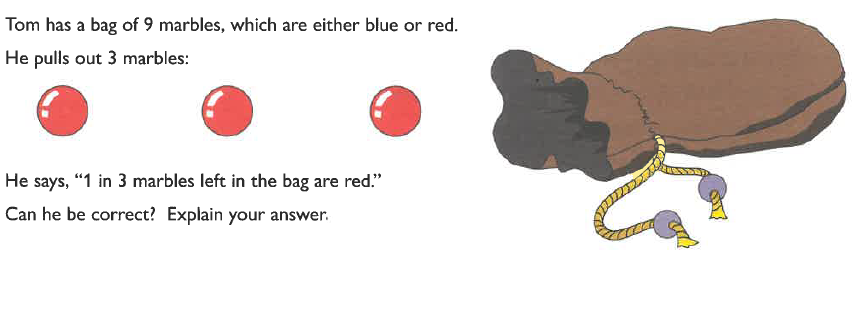 Tom has a bag of 9 marbles, which are either blue or red.
He pulls out 3 marbles:
He says, “1 in 3 marbles left in the bag are red.”
Can he be correct? Explain your answer.